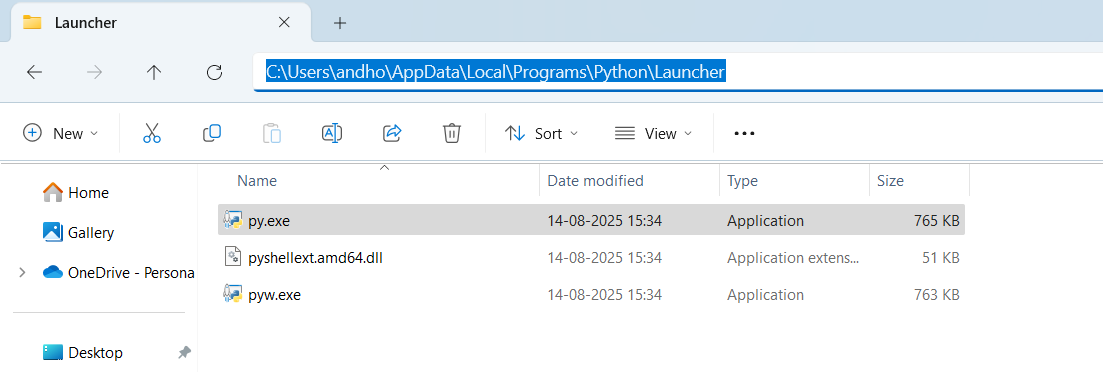 Launcher
C:\Users\andho\AppData\Local\Programs\Python\Launcher
New Sort View
Name Date modified Type Size
Home
Gallery
OneDrive - Persona
Desktop
py.exe 14-08-2025 15:34 Application 765 KB
pyshellext.amd64.dll 14-08-2025 15:34 Application extens... 51 KB
pyw.exe 14-08-2025 15:34 Application 763 KB